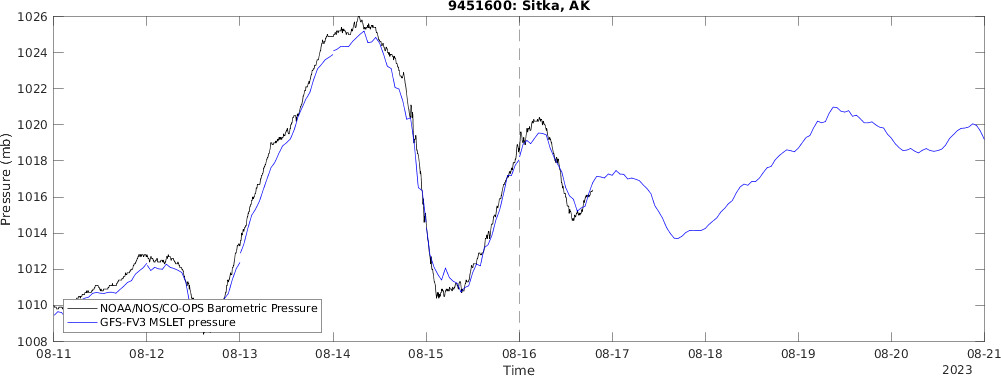 9451600: Sitka, AK
Pressure (mb)
1026
1024
1022
1020
1018
1016
1014
1012
1010
1008
NOAA/NOS/CO-OPS Barometric Pressure
GFS-FV3 MSLET pressure
08-11 08-12 08-13 08-14 08-15 08-16 08-17 08-18 08-19 08-20 08-21
Time
2023